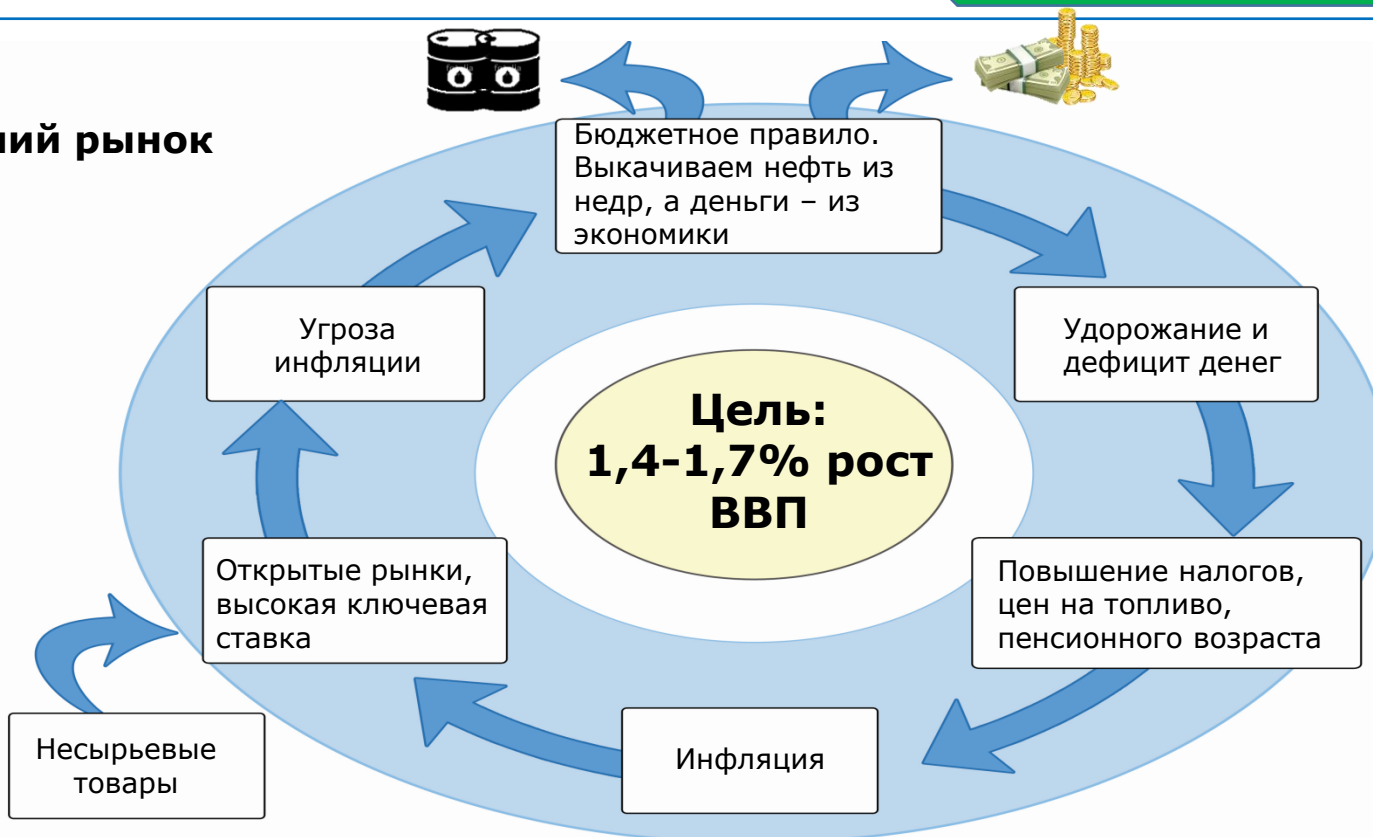 ний рынок
Бюджетное правило.
Выкачиваем нефть из
недр, а деньги – из
экономики
Угроза
инфляции
Удорожание и
дефицит денег
Цель:
1,4-1,7% рост
ВВП
Открытые рынки,
высокая ключевая
ставка
Повышение налогов,
цен на топливо,
пенсионного возраста
Несырьевые
товары
Инфляция